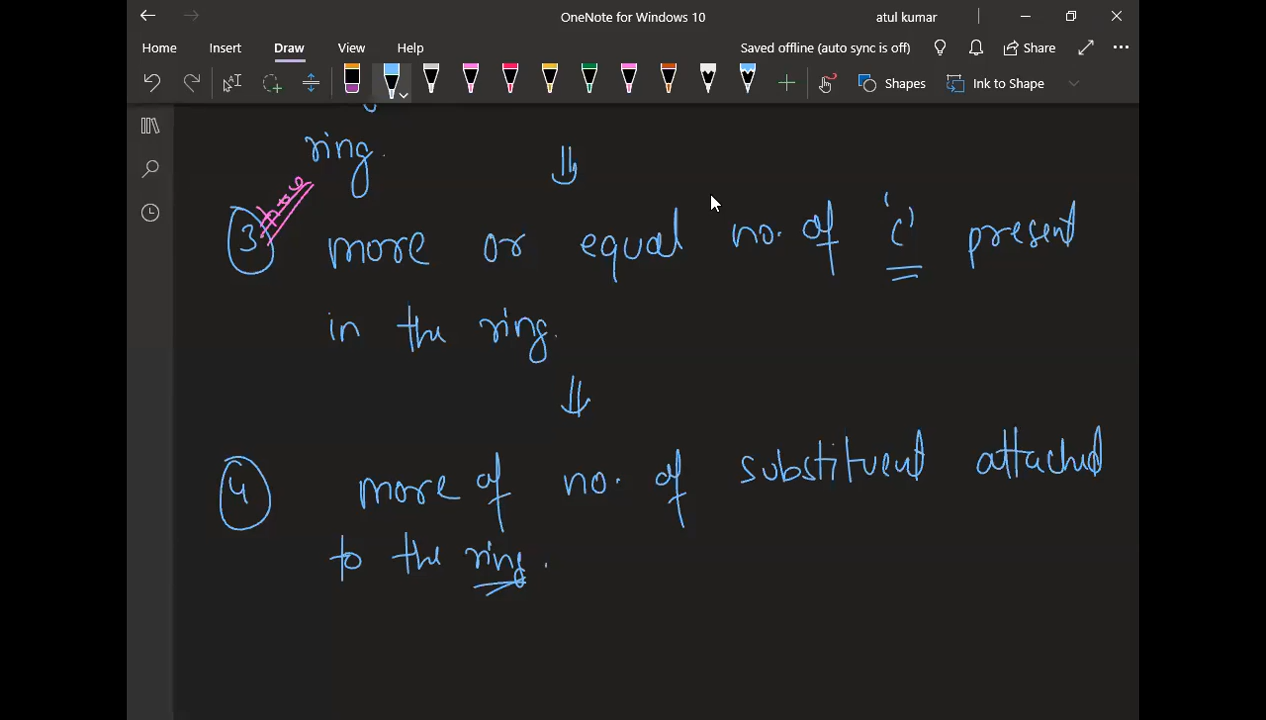 OneNote for Windows 10
atul kumar
Home Insert Draw View Help
Saved offline (auto sync is off)
Share
Shapes
Ink to Shape
ring.
3 more or equal no. of 'c' present
in the ring.
4 more of no. of substituent attached
to the ring.